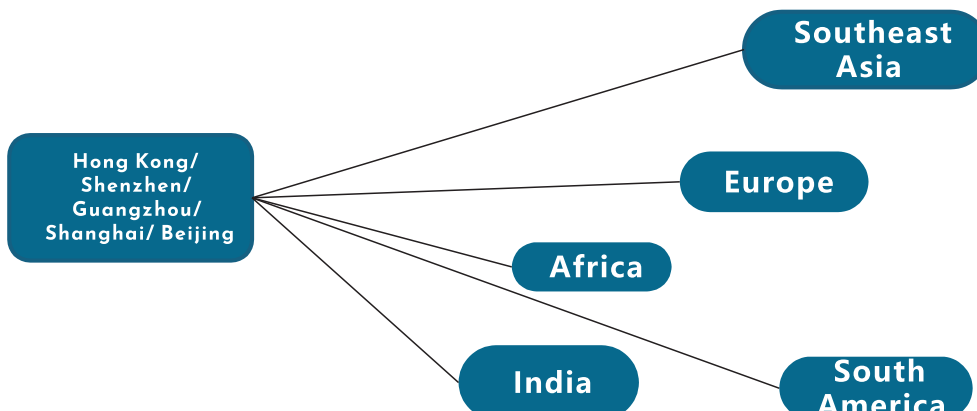 Southeast
Asia
Hong Kong/
Shenzhen/
Guangzhou/
Shanghai/ Beijing
Europe
Africa
India
South
America